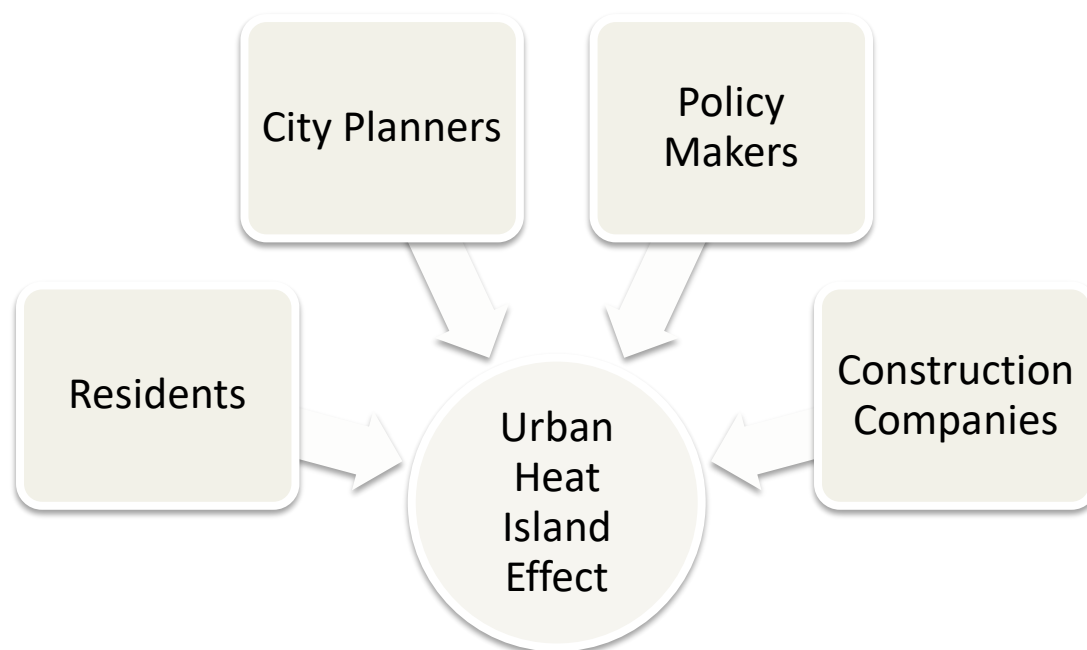 City Planners
Policy
Makers
Residents
Construction
Companies
Urban
Heat
Island
Effect